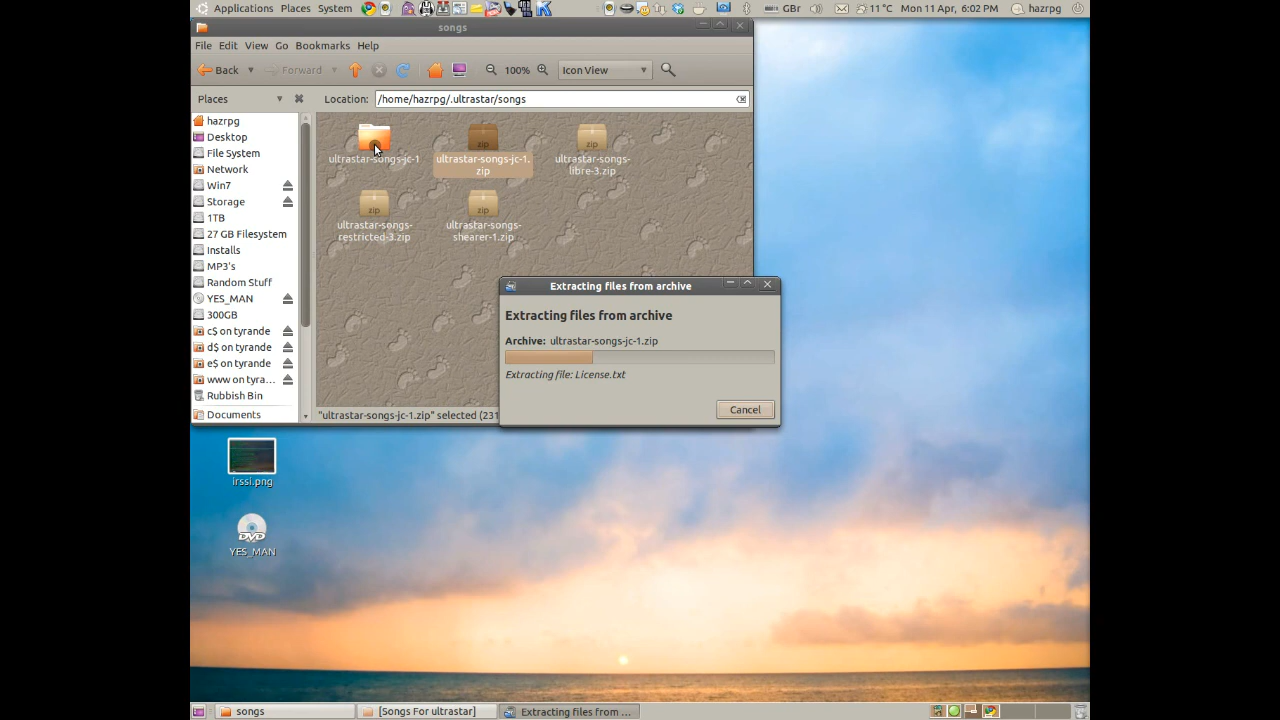 Applications Places System
GBr
11 °C
Mon 11 Apr, 6:02 PM
hazrpg
songs
File Edit View Go Bookmarks Help
Back
Forward
100%
Icon View
Places
Location: /home/hazrpg/.ultrastar/songs
hazrpg
Desktop
File System
Network
Win7
Storage
1TB
27 GB Filesystem
Installs
MP3's
Random Stuff
YES_MAN
300GB
c$ on tyrande
d$ on tyrande
e$ on tyrande
www on tyra...
Rubbish Bin
Documents
ultrastar-songs-jc-1
zip
ultrastar-songs-jc-1.
zip
zip
ultrastar-songs-
libre-3.zip
zip
ultrastar-songs-
restricted-3.zip
zip
ultrastar-songs-
shearer-1.zip
"ultrastar-songs-jc-1.zip" selected (231
Extracting files from archive
Extracting files from archive
Archive: ultrastar-songs-jc-1.zip
Extracting file: License.txt
Cancel
irssi.png
DVD
YES_MAN
songs
[Songs For ultrastar]
Extracting files from ...